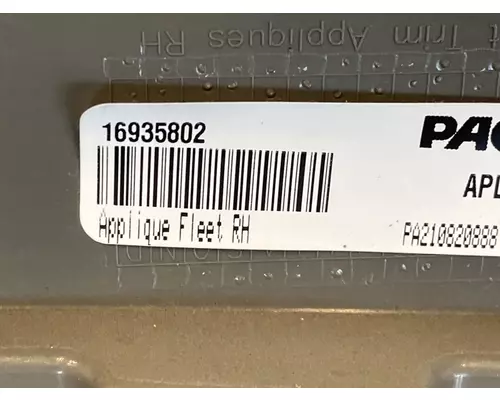 t Trim Appliques RH
16935802
PAC
APL
Applique Fleet RH
PA210820888